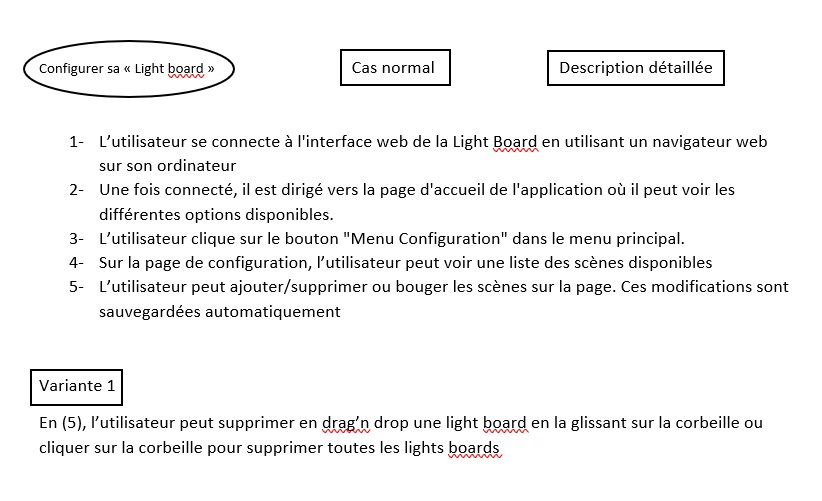 Configurer sa « Light board »
Cas normal
Description détaillée
1- L’utilisateur se connecte à l'interface web de la Light Board en utilisant un navigateur web
sur son ordinateur
2- Une fois connecté, il est dirigé vers la page d'accueil de l'application où il peut voir les
différentes options disponibles.
3- L’utilisateur clique sur le bouton "Menu Configuration" dans le menu principal.
4- Sur la page de configuration, l’utilisateur peut voir une liste des scènes disponibles
5- L’utilisateur peut ajouter/supprimer ou bouger les scènes sur la page. Ces modifications sont
sauvegardées automatiquement
Variante 1
En (5), l’utilisateur peut supprimer en drag’n drop une light board en la glissant sur la corbeille ou
cliquer sur la corbeille pour supprimer toutes les lights boards